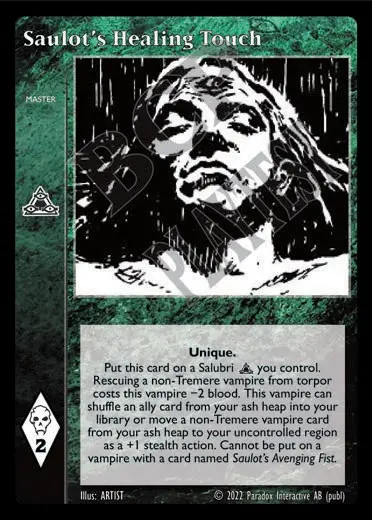 Saulot's Healing Touch
MASTER
BCP
PLAYTEST
Unique.
Put this card on a Salubri you control.
Rescuing a non-Tremere vampire from torpor
costs this vampire −2 blood. This vampire can
shuffle an ally card from your ash heap into your
library or move a non-Tremere vampire card
from your ash heap to your uncontrolled region
as a +1 stealth action. Cannot be put on a
vampire with a card named Saulot's Avenging Fist.
2
Illus: ARTIST © 2022 Paradox Interactive AB (publ)